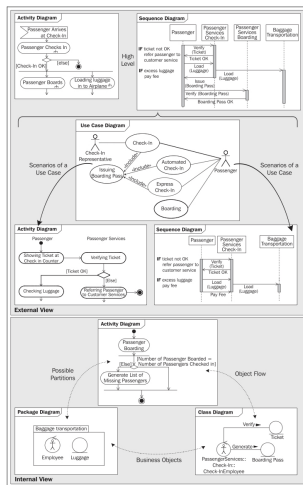 Activity Diagram
Passenger Arrives
at Check-In
Passenger Checks In
[else]
[Check-In OK]
Passenger Boards
Loading Luggage
in to Airplane
High
Level
Sequence Diagram
Passenger
Passenger
Services
Check-In
Passenger
Services
Boarding
Baggage
Transportation
IF ticket not OK
refer passenger to
customer service
IF excess luggage
pay fee
Verify
(Ticket)
Ticket OK
Load
(Luggage)
Load
(Luggage)
Issue
(Boarding Pass)
Verify (Boarding Pass)
Boarding Pass OK
Use Case Diagram
Check-In
Check-In
Representative
«include»
«include»
«include»
Issuing
Boarding Pass
Automated
Check-In
Express
Check-In
Passenger
Boarding
Scenarios of a
Use Case
Scenarios of a
Use Case
Activity Diagram
Passenger
Passenger Services
Showing Ticket at
Check in Counter
Verifying Ticket
[Ticket OK]
[Else]
Checking Luggage
Referring Passenger
to Customer Services
Sequence Diagram
Passenger
Passenger
Services
Check-In
Baggage
Transportation
IF ticket not OK
refer passenger to
customer service
IF excess luggage
pay fee
Verify
(Ticket)
Ticket OK
Load
(Luggage)
Load
(Luggage)
Pay Fee
External View
Activity Diagram
Passenger
Boarding
[Number of Passenger Boarded =
Number of Passengers Checked in]
[Else]
Generate List of
Missing Passengers
Possible
Partitions
Object Flow
Package Diagram
Baggage transportation
Employee
Luggage
Business Objects
Class Diagram
Verify
Ticket
Generate
Boarding Pass
PassengerServices::
Check-In::
Check-InEmployee
Internal View